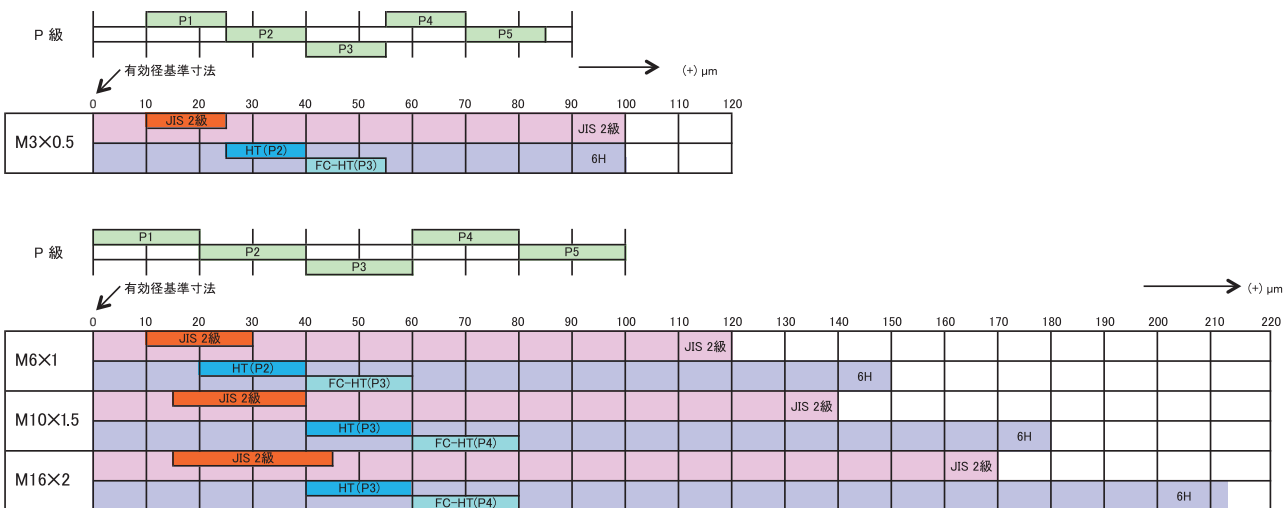 P1 P4
P 級 P2 P5
P3
有効径基準寸法 (+) μm
0 10 20 30 40 50 60 70 80 90 100 110 120
JIS 2級 JIS 2級
M3×0.5
HT(P2) 6H
FC-HT(P3)
P1 P4
P 級 P2 P5
P3
有効径基準寸法 (+) μm
0 10 20 30 40 50 60 70 80 90 100 110 120 130 140 150 160 170 180 190 200 210 220
JIS 2級 JIS 2級
M6×1
HT(P2) 6H
FC-HT(P3)
JIS 2級 JIS 2級
M10×1.5
HT(P3) 6H
FC-HT(P4)
JIS 2級 JIS 2級
M16×2
HT(P3) 6H
FC-HT(P4)